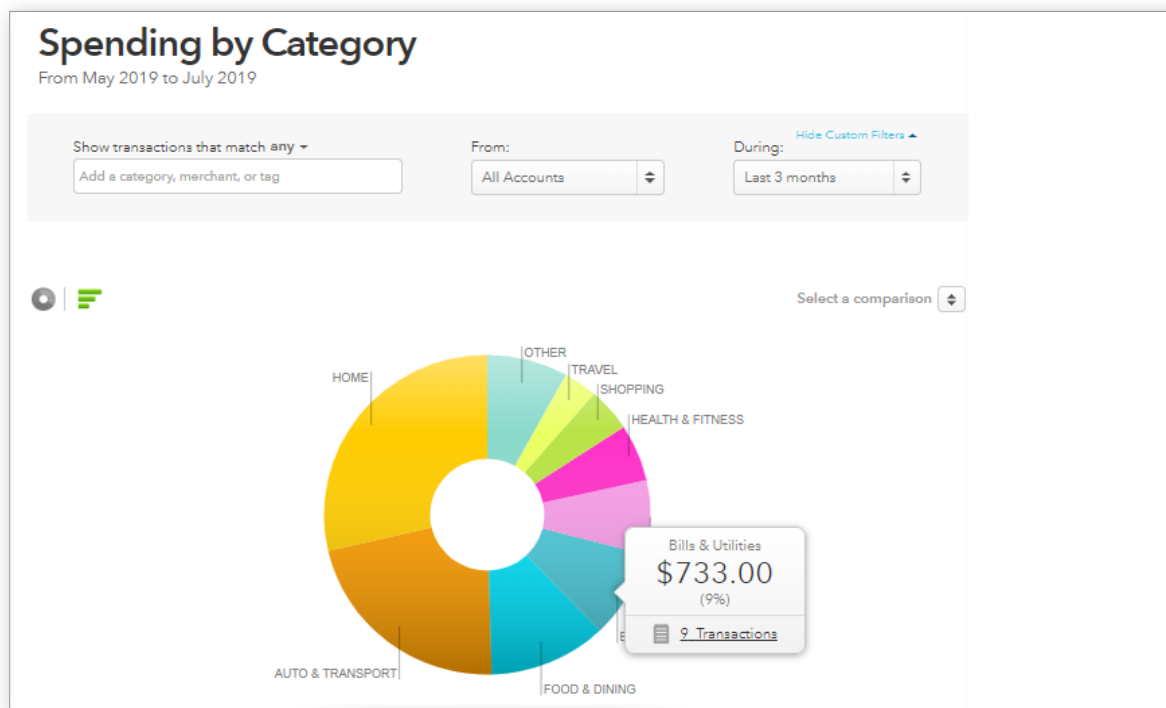 Spending by Category
From May 2019 to July 2019
Hide Custom Filters
Show transactions that match any
From:
During:
Add a category, merchant, or tag
All Accounts
Last 3 months
Select a comparison
OTHER
TRAVEL
HOME
SHOPPING
HEALTH & FITNESS
Bills & Utilities
$733.00
(9%)
9 Transactions
AUTO & TRANSPORT
FOOD & DINING